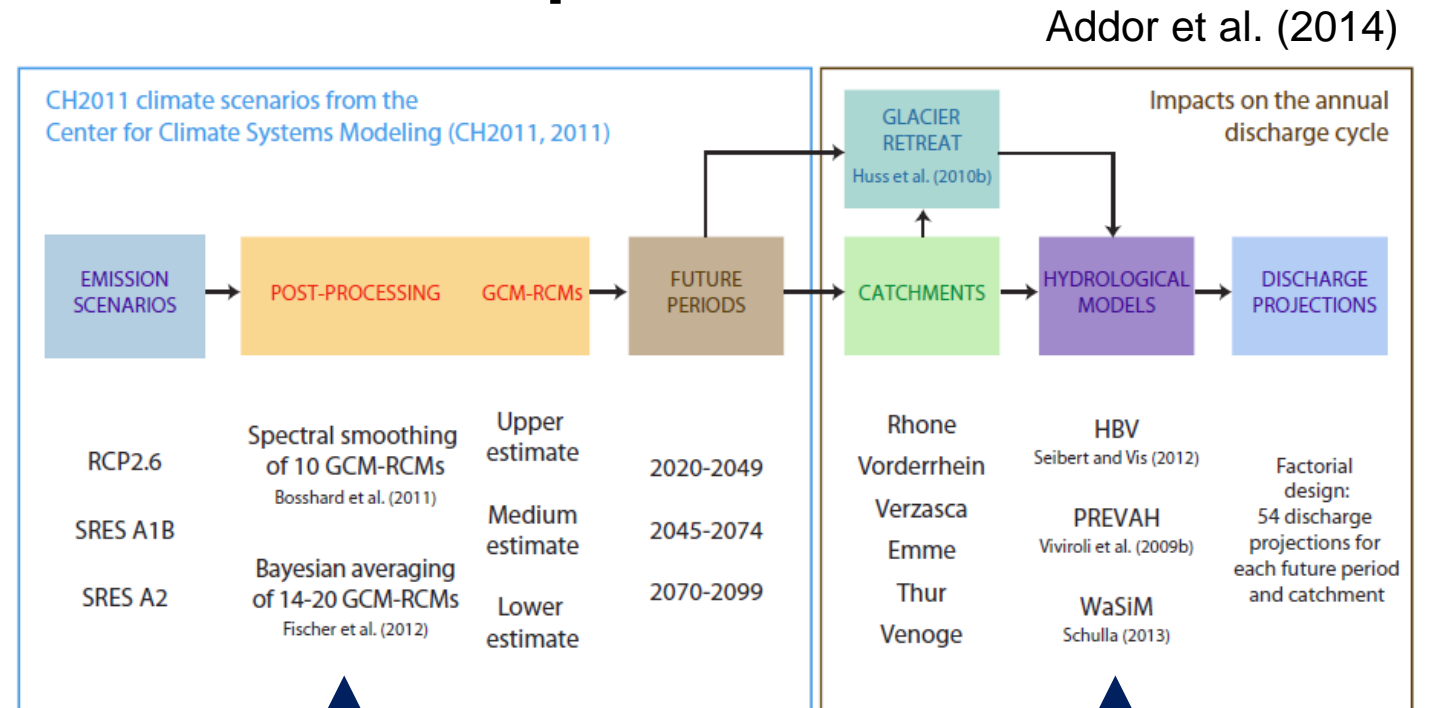 Addor et al. (2014)
CH2011 climate scenarios from the
Center for Climate Systems Modeling (CH2011, 2011)
Impacts on the annual
discharge cycle
GLACIER
RETREAT
Huss et al. (2010b)
EMISSION
SCENARIOS
POST-PROCESSING GCM-RCMs
FUTURE
PERIODS
CATCHMENTS
HYDROLOGICAL
MODELS
DISCHARGE
PROJECTIONS
RCP2.6
SRES A1B
SRES A2
Spectral smoothing
of 10 GCM-RCMs
Bosshard et al. (2011)
Bayesian averaging
of 14-20 GCM-RCMs
Fischer et al. (2012)
Upper
estimate
Medium
estimate
Lower
estimate
2020-2049
2045-2074
2070-2099
Rhone
Vorderrhein
Verzasca
Emme
Thur
Venoge
HBV
Seibert and Vis (2012)
PREVAH
Viviroli et al. (2009b)
WaSiM
Schulla (2013)
Factorial
design:
54 discharge
projections for
each future period
and catchment